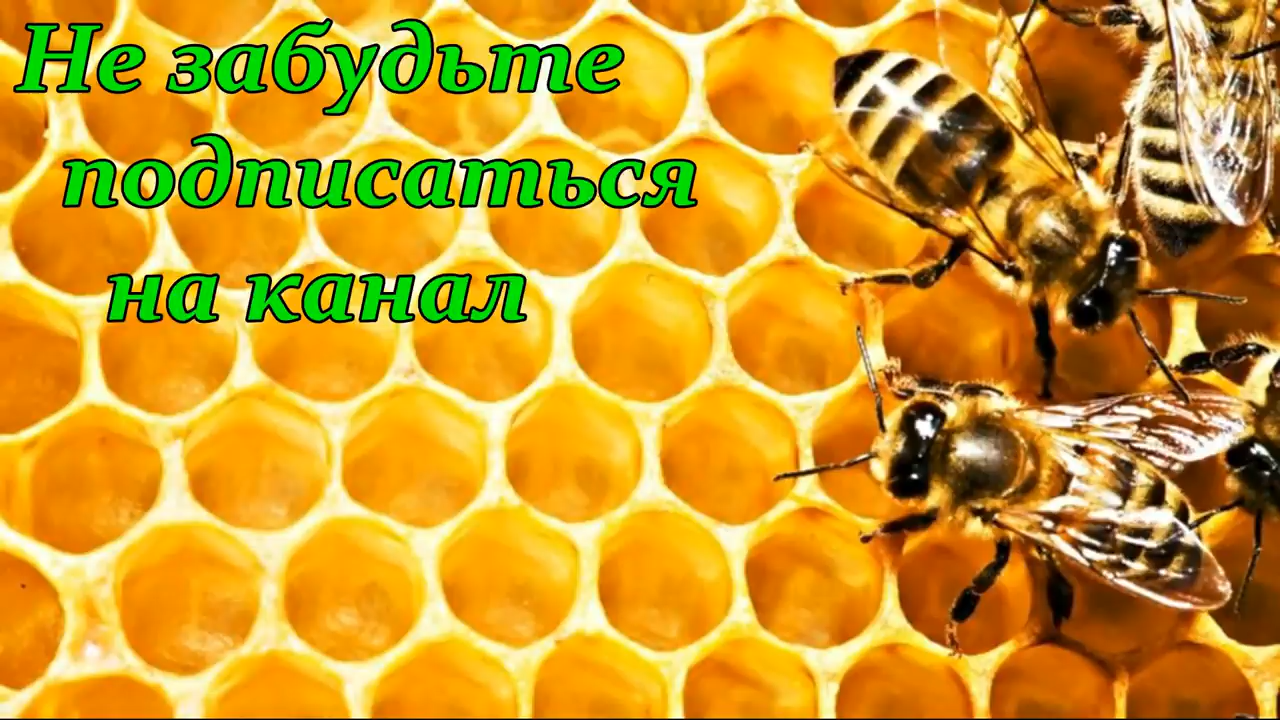 Не забудьте
подписаться
на канал